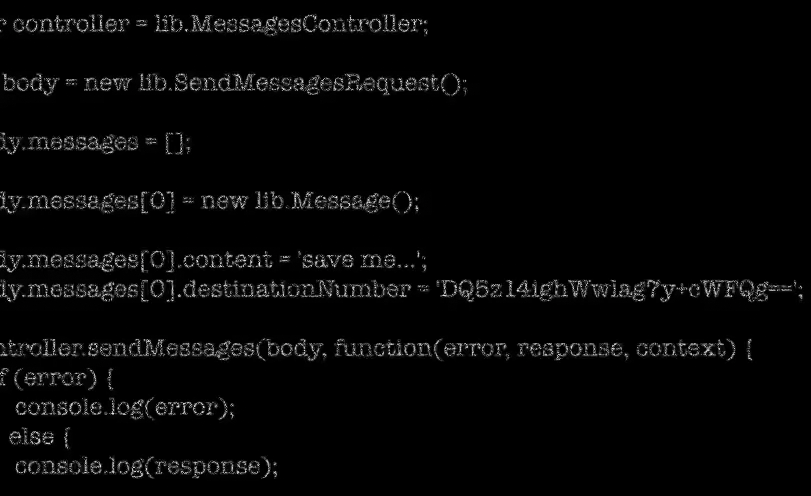 r controller = lib.MessagesController;
body = new lib.SendMessagesRequest();
dy.messages = [];
dy.messages[0] = new lib.Message();
dy.messages[0].content = 'save me...';
dy.messages[0].destinationNumber = 'DQ5z14ighWwlag7y+cWFQg==';
ntroller.sendMessages(body, function(error, response, context) {
f (error) {
console.log(error);
else {
console.log(response);